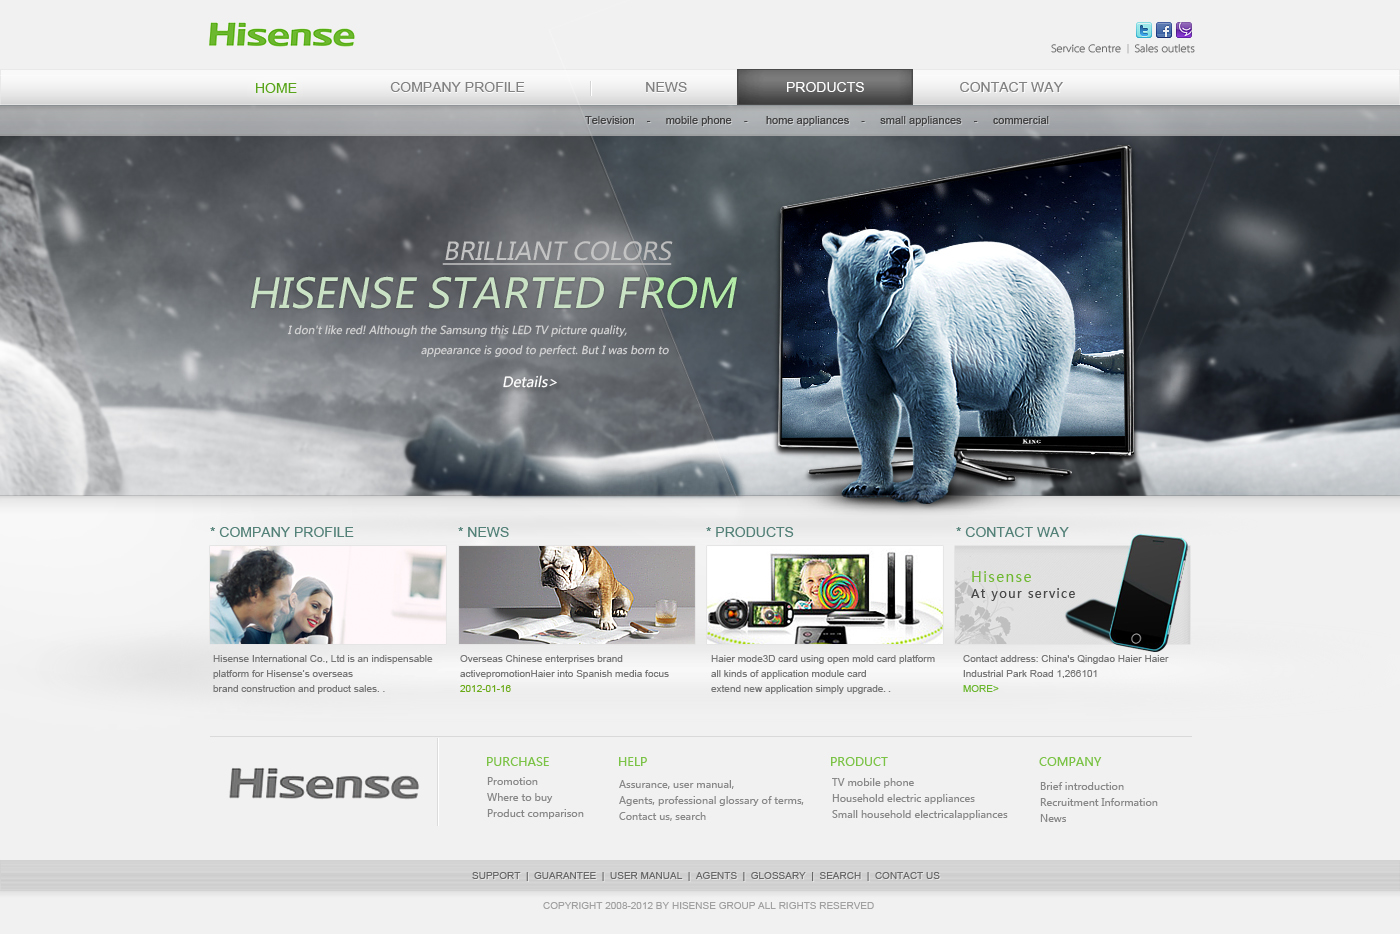 Hisense
Service Centre | Sales outlets
HOME
COMPANY PROFILE
NEWS
PRODUCTS
CONTACT WAY
Television - mobile phone - home appliances - small appliances - commercial
BRILLIANT COLORS
HISENSE STARTED FROM
I don't like red! Although the Samsung this LED TV picture quality,
appearance is good to perfect. But I was born to
Details>
KING
* COMPANY PROFILE
Hisense International Co., Ltd is an indispensable
platform for Hisense's overseas
brand construction and product sales. .
* NEWS
Overseas Chinese enterprises brand
activepromotionHaier into Spanish media focus
2012-01-16
* PRODUCTS
Haier mode3D card using open mold card platform
all kinds of application module card
extend new application simply upgrade. .
* CONTACT WAY
Hisense
At your service
Contact address: China's Qingdao Haier Haier
Industrial Park Road 1,266101
MORE>
Hisense
PURCHASE
Promotion
Where to buy
Product comparison
HELP
Assurance, user manual,
Agents, professional glossary of terms,
Contact us, search
PRODUCT
TV mobile phone
Household electric appliances
Small household electricalappliances
COMPANY
Brief introduction
Recruitment Information
News
SUPPORT | GUARANTEE | USER MANUAL | AGENTS | GLOSSARY | SEARCH | CONTACT US
COPYRIGHT 2008-2012 BY HISENSE GROUP ALL RIGHTS RESERVED